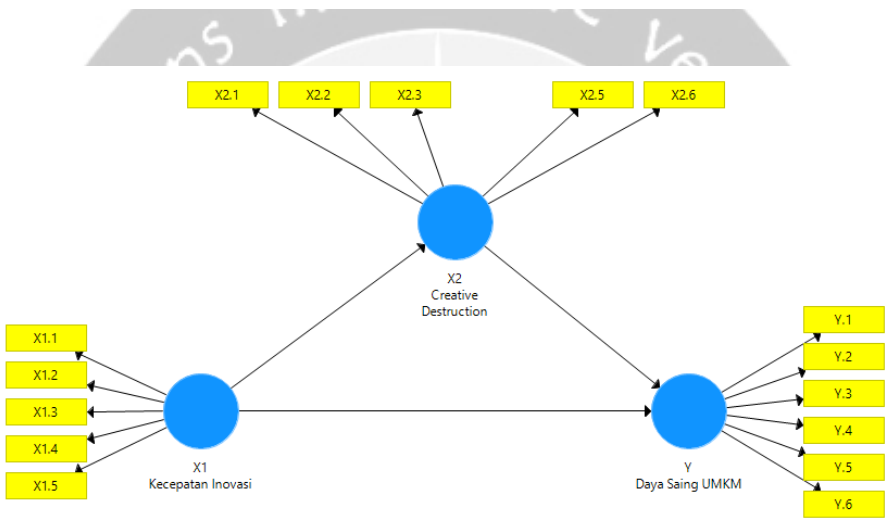 X2.1
X2.2
X2.3
X2.5
X2.6
X2
Creative
Destruction
X1.1
X1.2
X1.3
X1.4
X1.5
X1
Kecepatan Inovasi
Y
Daya Saing UMKM
Y.1
Y.2
Y.3
Y.4
Y.5
Y.6